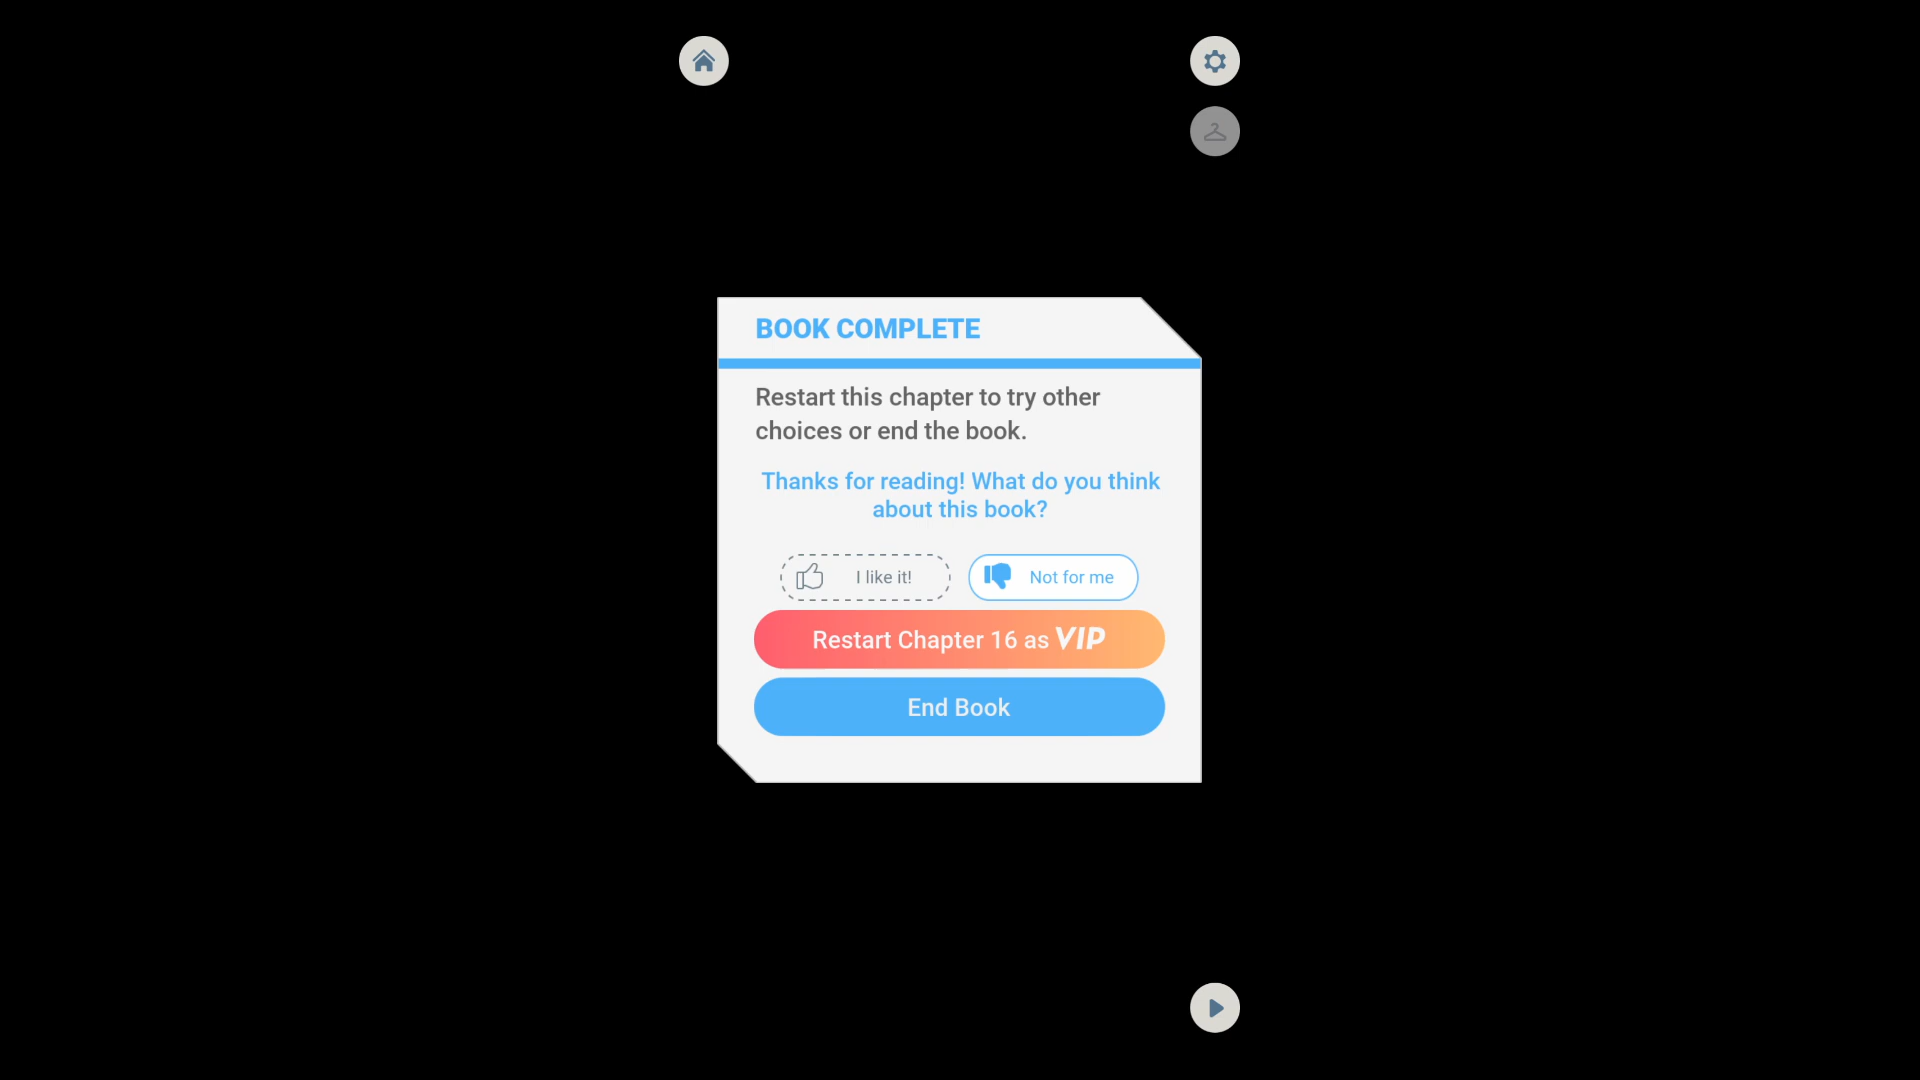 BOOK COMPLETE
Restart this chapter to try other
choices or end the book.
Thanks for reading! What do you think
about this book?
I like it!
Not for me
Restart Chapter 16 as VIP
End Book